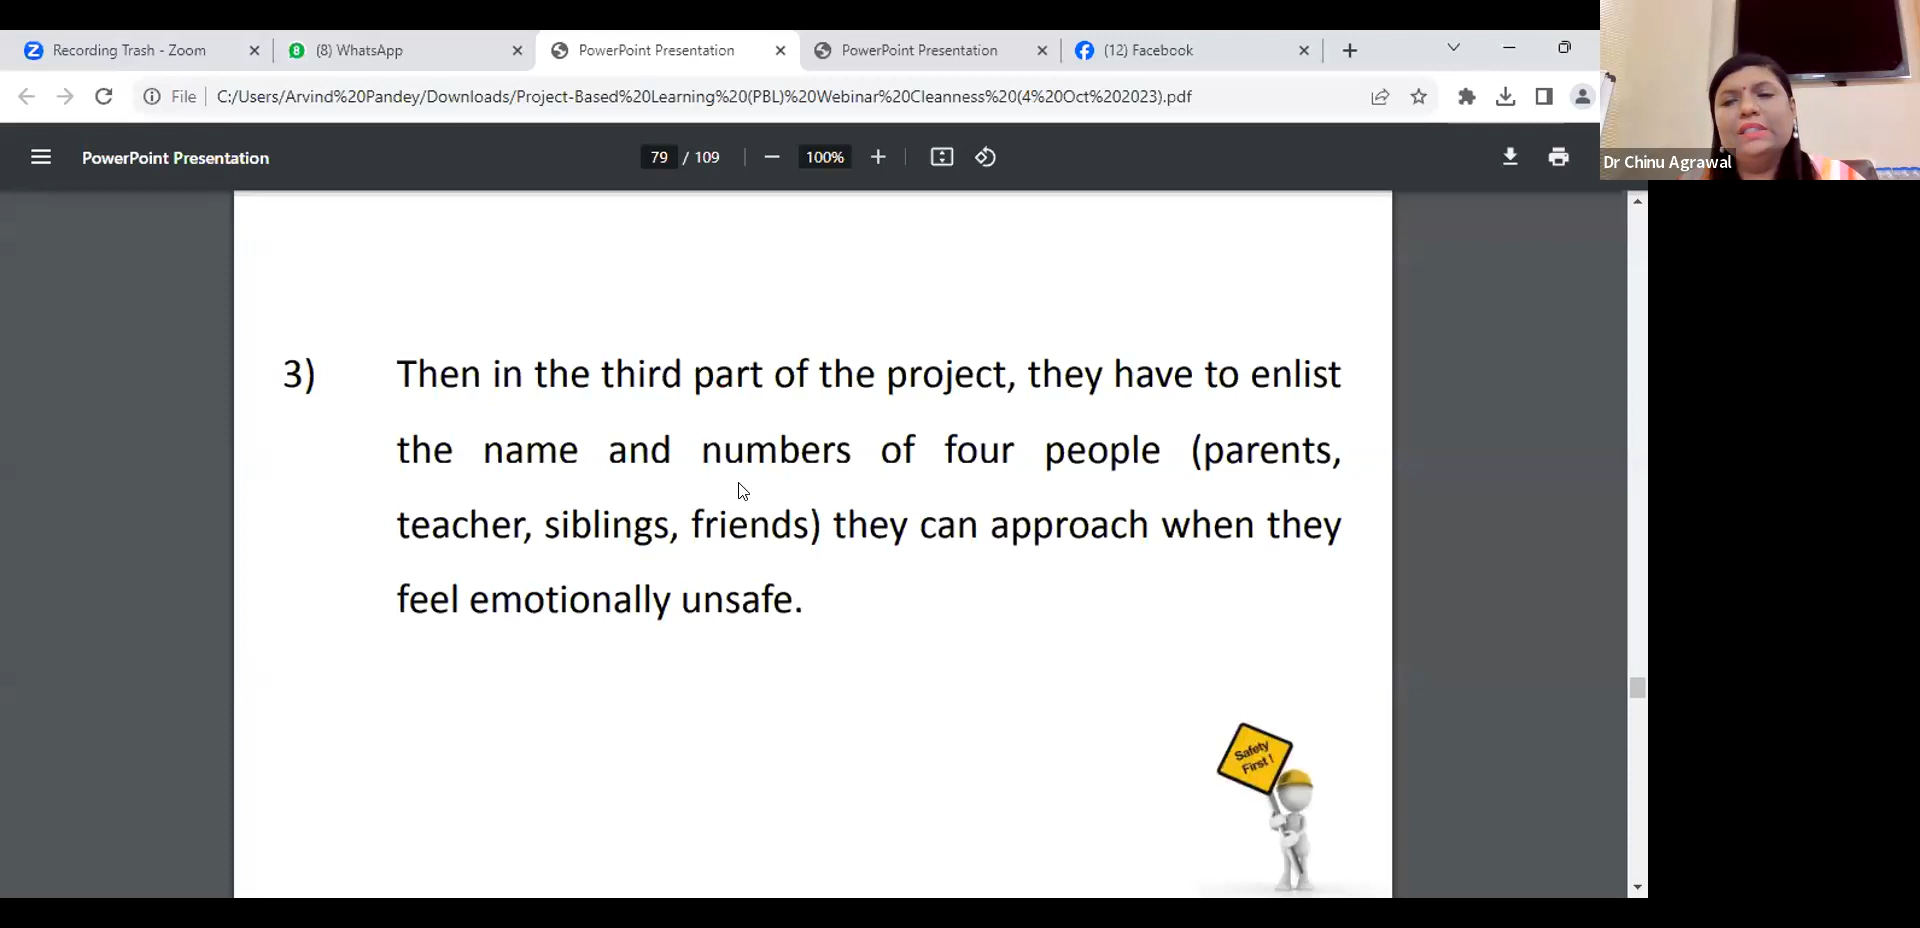 Recording Trash - Zoom
(8) WhatsApp
PowerPoint Presentation
PowerPoint Presentation
(12) Facebook
File
C:/Users/Arvind%20Pandey/Downloads/Project-Based%20Learning%20(PBL)%20Webinar%20Cleanness%20(4%20Oct%202023).pdf
PowerPoint Presentation
79 / 109
100%
Dr Chinu Agrawal
3) Then in the third part of the project, they have to enlist
the name and numbers of four people (parents,
teacher, siblings, friends) they can approach when they
feel emotionally unsafe.
Safety
First !